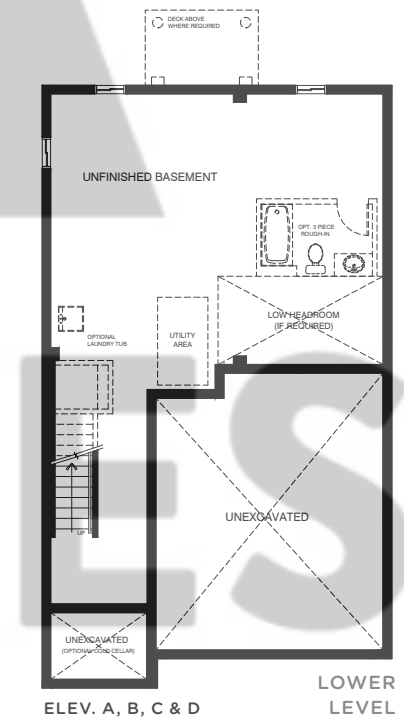 DECK ABOVE
WHERE REQUIRED
UNFINISHED BASEMENT
OPT. 3 PIECE
ROUGH-IN
LOW HEADROOM
(IF REQUIRED)
OPTIONAL
LAUNDRY TUB
UTILITY
AREA
UNEXCAVATED
UP
UNEXCAVATED
(OPTIONAL COLD CELLAR)
ELEV. A, B, C & D
LOWER
LEVEL
ES